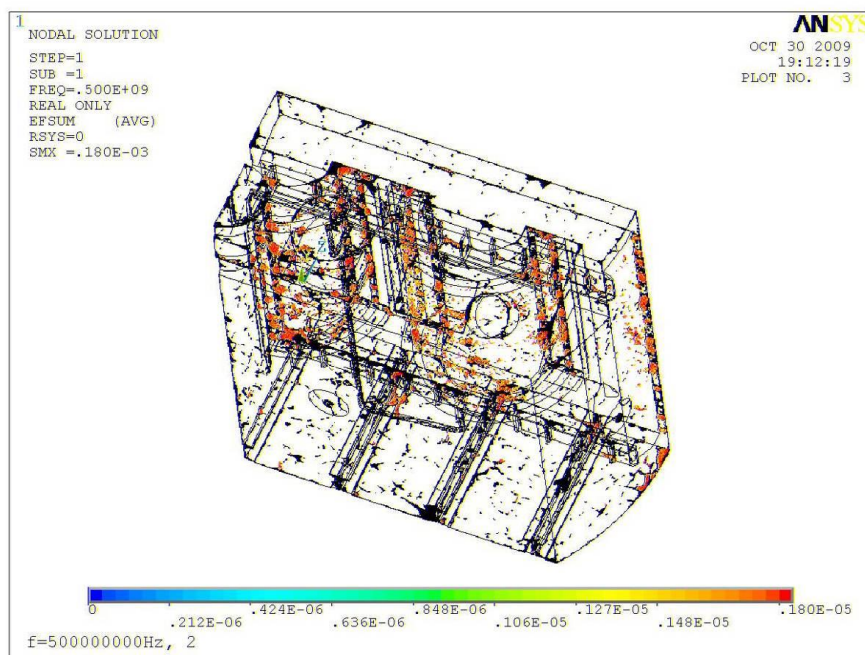 1
NODAL SOLUTION
STEP=1
SUB =1
FREQ=.500E+09
REAL ONLY
EFSUM (AVG)
RSYS=0
SMX =.180E-03
ANSYS
OCT 30 2009
19:12:19
PLOT NO. 3
Z
0 .424E-06 .848E-06 .127E-05 .180E-05
.212E-06 .636E-06 .106E-05 .148E-05
f=500000000Hz, 2